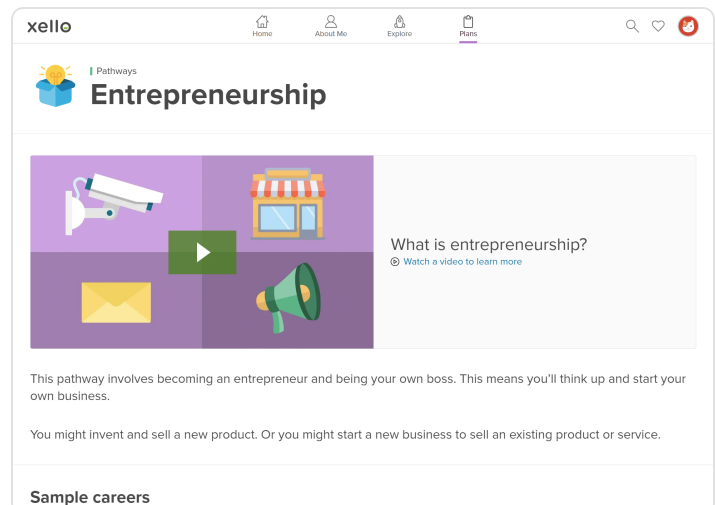 xello
Home
About Me
Explore
Plans
Pathways
Entrepreneurship
What is entrepreneurship?
Watch a video to learn more
This pathway involves becoming an entrepreneur and being your own boss. This means you'll think up and start your
own business.
You might invent and sell a new product. Or you might start a new business to sell an existing product or service.
Sample careers